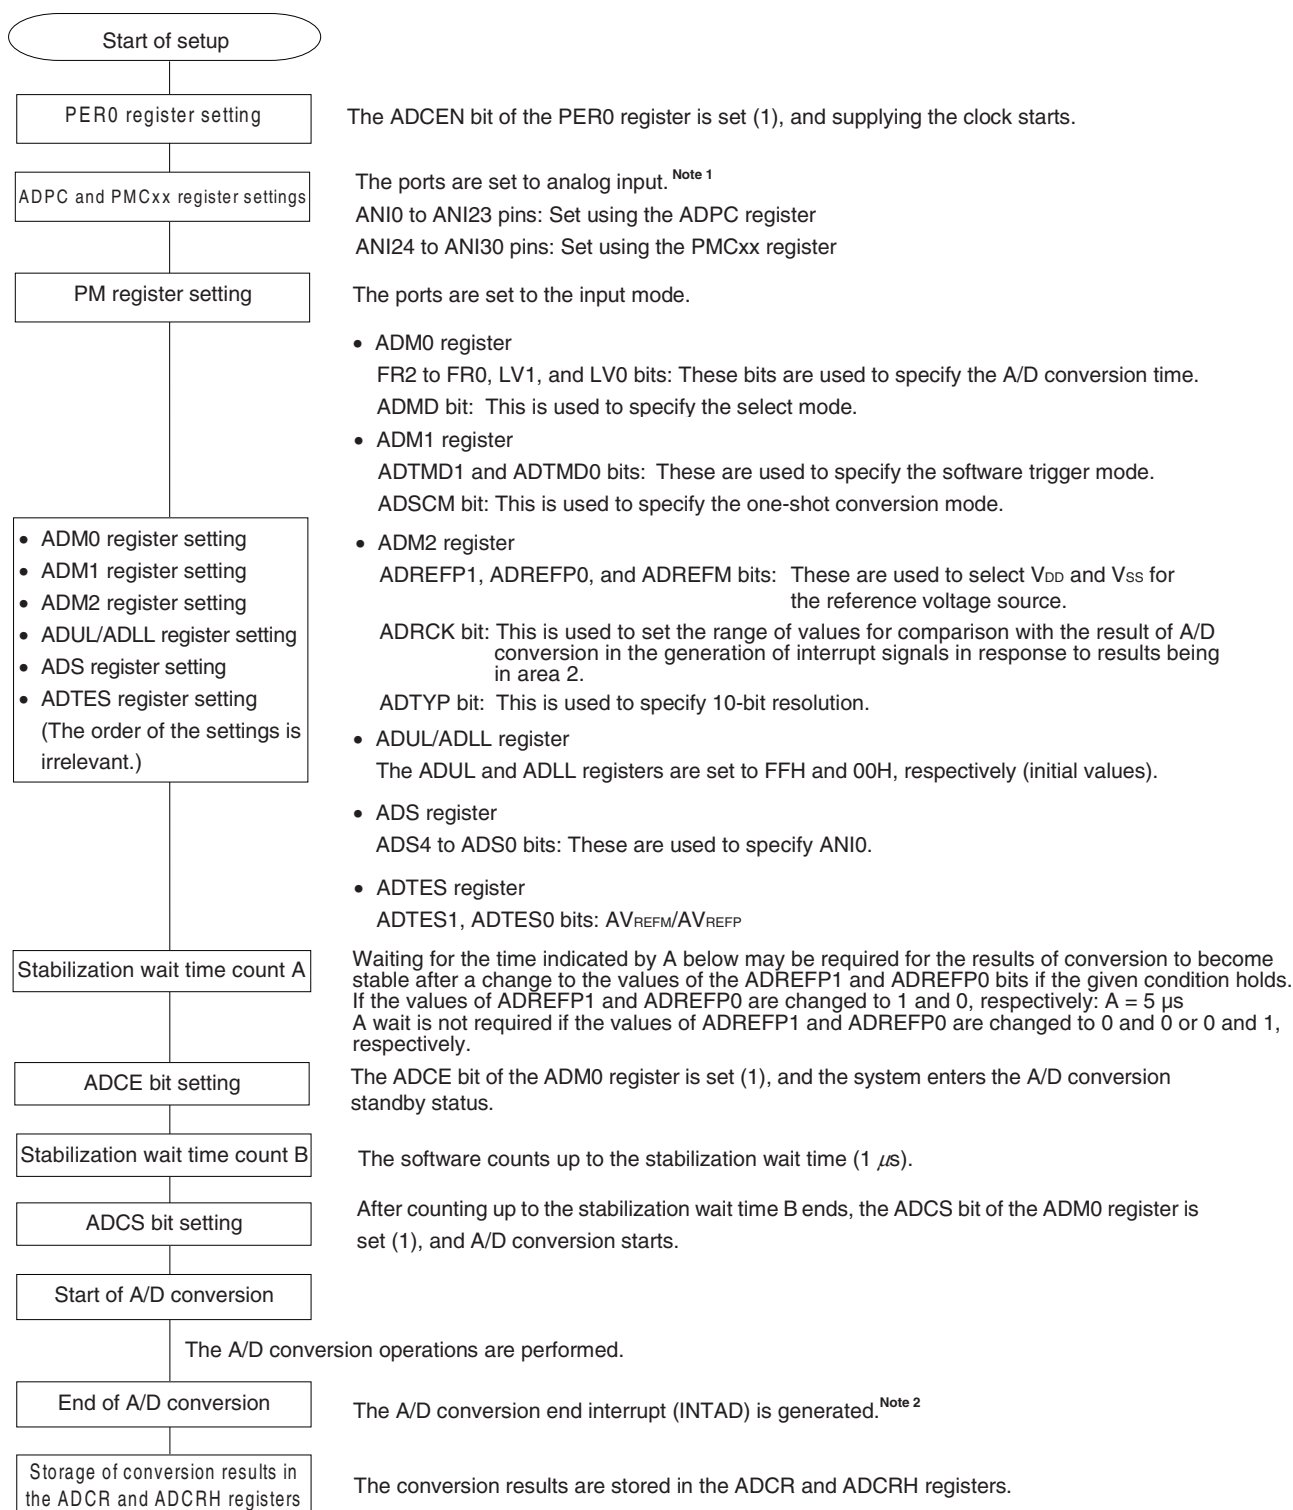 Start of setup
PER0 register setting
The ADCEN bit of the PER0 register is set (1), and supplying the clock starts.
ADPC and PMCxx register settings
The ports are set to analog input. Note 1
ANI0 to ANI23 pins: Set using the ADPC register
ANI24 to ANI30 pins: Set using the PMCxx register
PM register setting
The ports are set to the input mode.
• ADM0 register setting
• ADM1 register setting
• ADM2 register setting
• ADUL/ADLL register setting
• ADS register setting
• ADTES register setting
(The order of the settings is
irrelevant.)
• ADM0 register
FR2 to FR0, LV1, and LV0 bits: These bits are used to specify the A/D conversion time.
ADMD bit: This is used to specify the select mode.
• ADM1 register
ADTMD1 and ADTMD0 bits: These are used to specify the software trigger mode.
ADSCM bit: This is used to specify the one-shot conversion mode.
• ADM2 register
ADREFP1, ADREFP0, and ADREFM bits: These are used to select VDD and VSS for
the reference voltage source.
ADRCK bit: This is used to set the range of values for comparison with the result of A/D
conversion in the generation of interrupt signals in response to results being
in area 2.
ADTYP bit: This is used to specify 10-bit resolution.
• ADUL/ADLL register
The ADUL and ADLL registers are set to FFH and 00H, respectively (initial values).
• ADS register
ADS4 to ADS0 bits: These are used to specify ANI0.
• ADTES register
ADTES1, ADTES0 bits: AVREFM/AVREFP
Stabilization wait time count A
Waiting for the time indicated by A below may be required for the results of conversion to become
stable after a change to the values of the ADREFP1 and ADREFP0 bits if the given condition holds.
If the values of ADREFP1 and ADREFP0 are changed to 1 and 0, respectively: A = 5 µs
A wait is not required if the values of ADREFP1 and ADREFP0 are changed to 0 and 0 or 0 and 1,
respectively.
ADCE bit setting
The ADCE bit of the ADM0 register is set (1), and the system enters the A/D conversion
standby status.
Stabilization wait time count B
The software counts up to the stabilization wait time (1 µs).
ADCS bit setting
After counting up to the stabilization wait time B ends, the ADCS bit of the ADM0 register is
set (1), and A/D conversion starts.
Start of A/D conversion
The A/D conversion operations are performed.
End of A/D conversion
The A/D conversion end interrupt (INTAD) is generated. Note 2
Storage of conversion results in
the ADCR and ADCRH registers
The conversion results are stored in the ADCR and ADCRH registers.